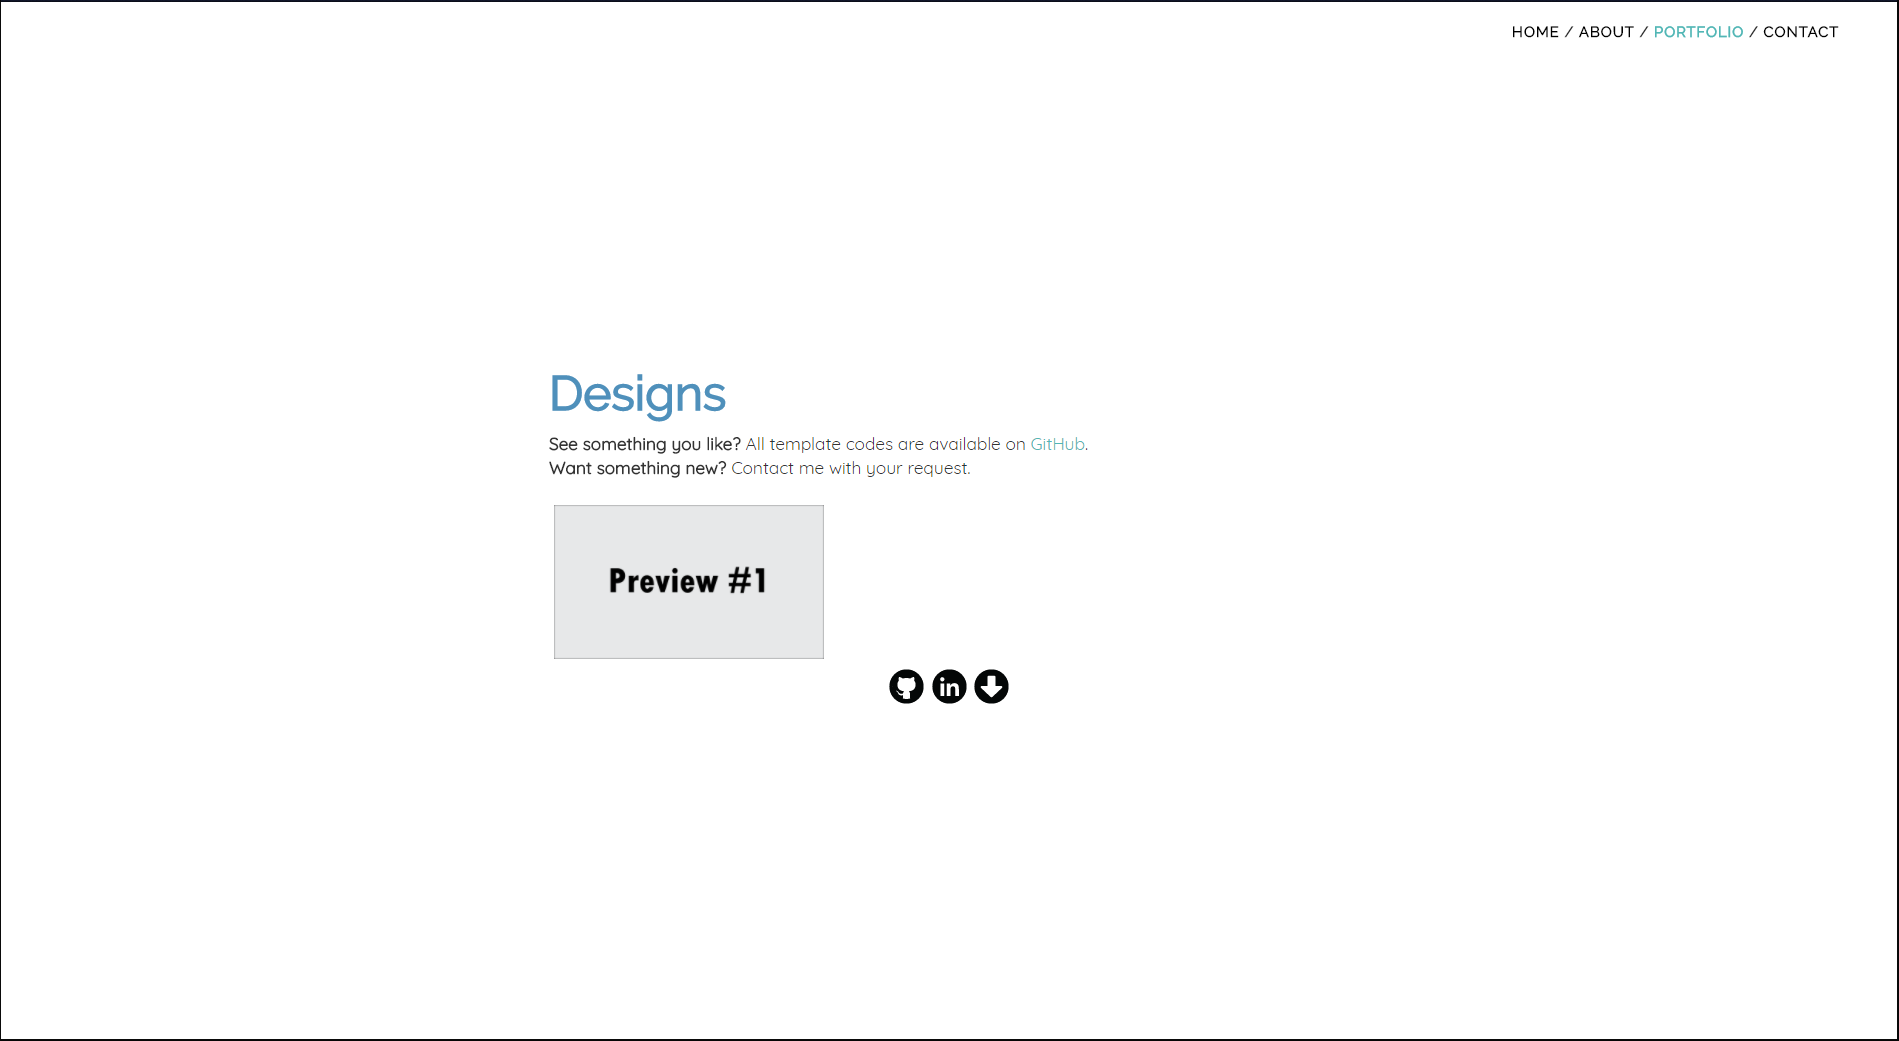 HOME / ABOUT / PORTFOLIO / CONTACT
Designs
See something you like? All template codes are available on GitHub.
Want something new? Contact me with your request.
Preview #1
in